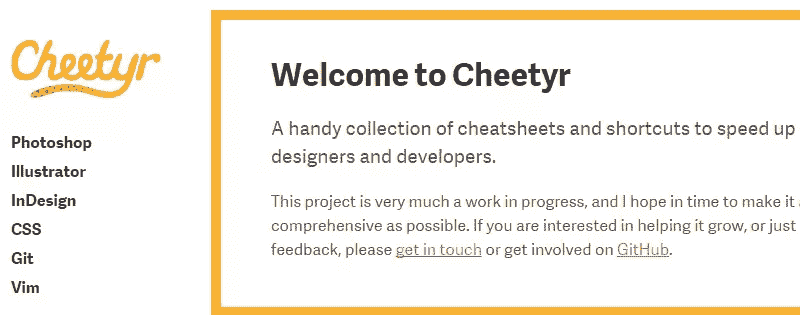 Cheetyr
Photoshop
Illustrator
InDesign
CSS
Git
Vim
Welcome to Cheetyr
A handy collection of cheatsheets and shortcuts to speed up
designers and developers.
This project is very much a work in progress, and I hope in time to make it
comprehensive as possible. If you are interested in helping it grow, or just
feedback, please get in touch or get involved on GitHub.